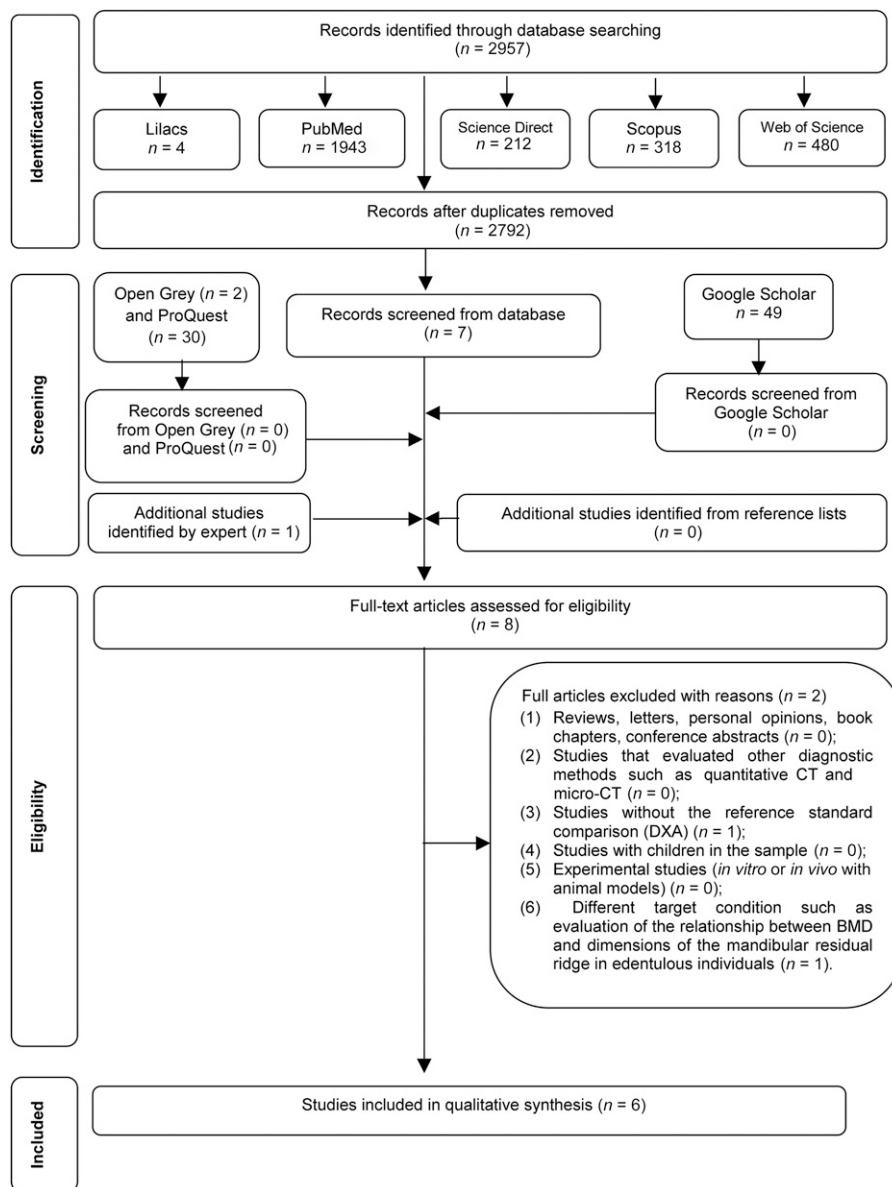 Identification
Records identified through database searching
(n = 2957)
Lilacs
n = 4
PubMed
n = 1943
Science Direct
n = 212
Scopus
n = 318
Web of Science
n = 480
Records after duplicates removed
(n = 2792)
Screening
Open Grey (n = 2)
and ProQuest
(n = 30)
Records screened from database
(n = 7)
Google Scholar
n = 49
Records screened
from Open Grey (n = 0)
and ProQuest (n = 0)
Records screened from
Google Scholar
(n = 0)
Additional studies
identified by expert (n = 1)
Additional studies identified from reference lists
(n = 0)
Eligibility
Full-text articles assessed for eligibility
(n = 8)
Full articles excluded with reasons (n = 2)
(1) Reviews, letters, personal opinions, book
chapters, conference abstracts (n = 0);
(2) Studies that evaluated other diagnostic
methods such as quantitative CT and
micro-CT (n = 0);
(3) Studies without the reference standard
comparison (DXA) (n = 1);
(4) Studies with children in the sample (n = 0);
(5) Experimental studies (in vitro or in vivo with
animal models) (n = 0);
(6) Different target condition such as
evaluation of the relationship between BMD
and dimensions of the mandibular residual
ridge in edentulous individuals (n = 1).
Included
Studies included in qualitative synthesis (n = 6)